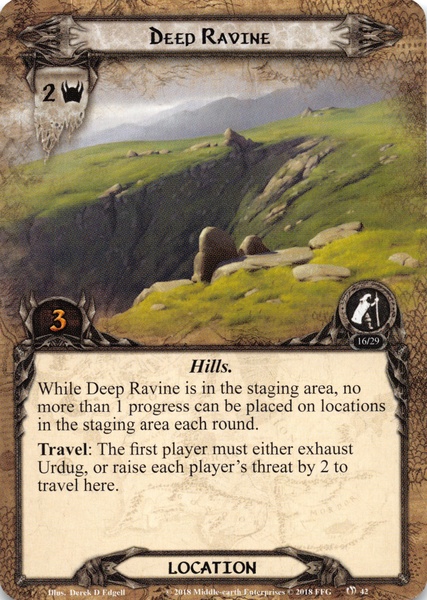 Deep Ravine
2
3
16/29
Hills.
While Deep Ravine is in the staging area, no
more than 1 progress can be placed on locations
in the staging area each round.
Travel: The first player must either exhaust
Urdug, or raise each player's threat by 2 to
travel here.
LOCATION
Illus. Derek D Edgell © 2018 Middle-earth Enterprises © 2018 FFG 42